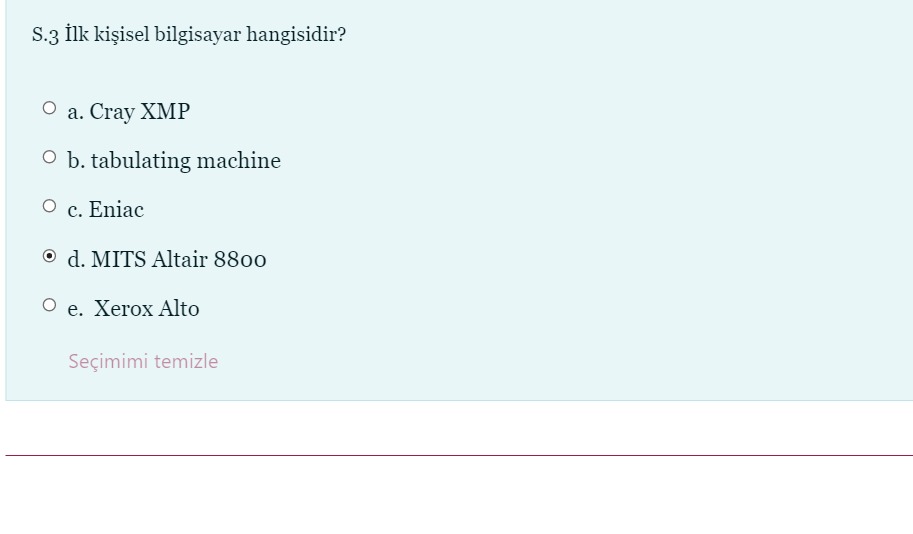 S.3 İlk kişisel bilgisayar hangisidir?
a. Cray XMP
b. tabulating machine
c. Eniac
d. MITS Altair 8800
e. Xerox Alto
Seçimimi temizle